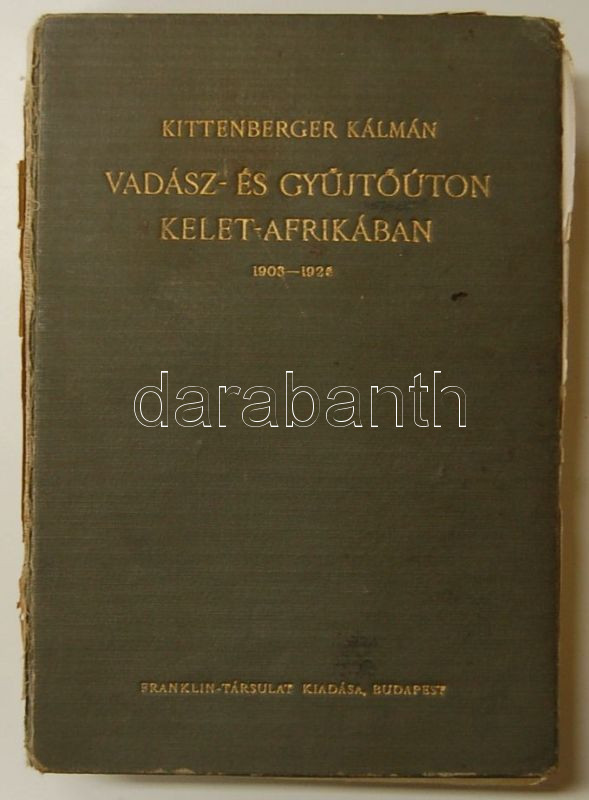 KITTENBERGER KÁLMÁN
VADÁSZ- ÉS GYŰJTŐÚTON
KELET-AFRIKÁBAN
1903—1926
darabanth
FRANKLIN-TÁRSULAT KIADÁSA, BUDAPEST